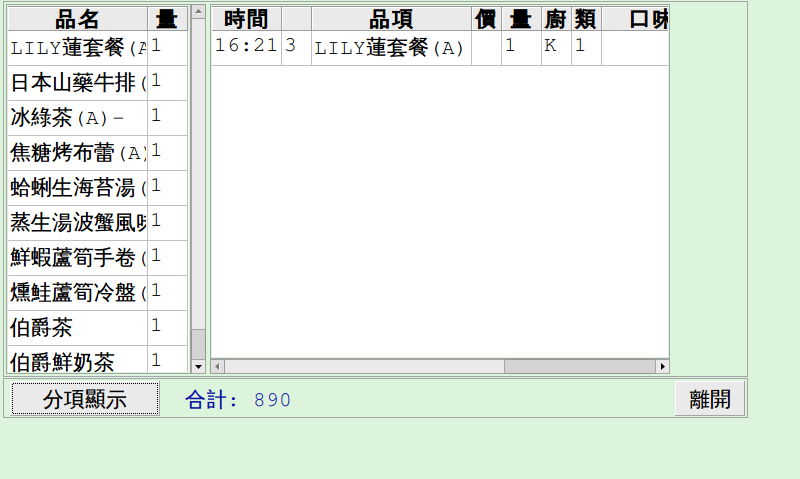 品名 量
LILY蓮套餐(A 1
日本山藥牛排( 1
冰綠茶(A)- 1
焦糖烤布蕾(A) 1
蛤蜊生海苔湯( 1
蒸生湯波蟹風味 1
鮮蝦蘆筍手卷( 1
燻鮭蘆筍冷盤( 1
伯爵茶 1
伯爵鮮奶茶 1
時間 品項 價 量 廚 類 口味
16:21 3 LILY蓮套餐(A) 1 K 1
分項顯示 合計: 890 離開